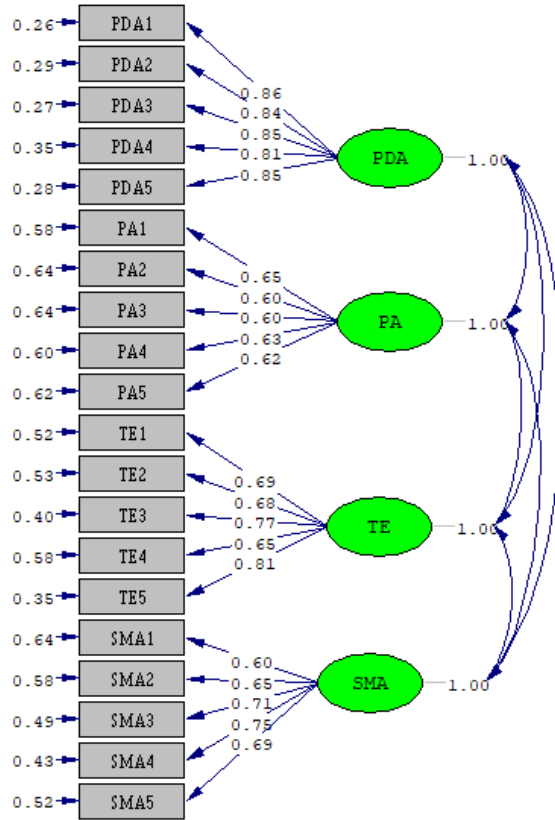 0.26 PDA1
0.29 PDA2
0.27 PDA3
0.35 PDA4
0.28 PDA5
0.86
0.84
0.85
0.81
0.85
PDA 1.00
0.58 PA1
0.64 PA2
0.64 PA3
0.60 PA4
0.62 PA5
0.65
0.60
0.60
0.63
0.62
PA 1.00
0.52 TE1
0.53 TE2
0.40 TE3
0.58 TE4
0.35 TE5
0.69
0.68
0.77
0.65
0.81
TE 1.00
0.64 SMA1
0.58 SMA2
0.49 SMA3
0.43 SMA4
0.52 SMA5
0.60
0.65
0.71
0.75
0.69
SMA 1.00